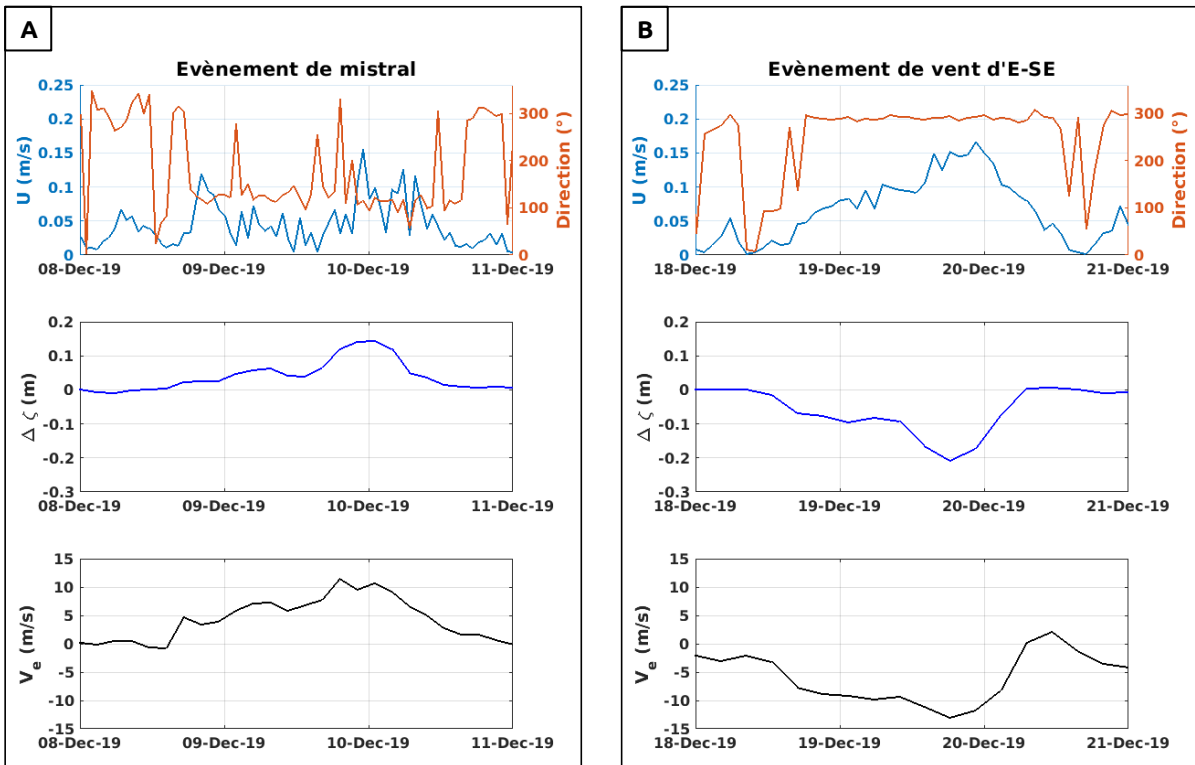 A
Evènement de mistral
0.25
0.2
0.15
0.1
0.05
0
U (m/s)
300
200
100
0
Direction (°)
08-Dec-19 09-Dec-19 10-Dec-19 11-Dec-19
0.2
0.1
0
-0.1
-0.2
-0.3
Δ ζ (m)
08-Dec-19 09-Dec-19 10-Dec-19 11-Dec-19
15
10
5
0
-5
-10
-15
V_e (m/s)
08-Dec-19 09-Dec-19 10-Dec-19 11-Dec-19
B
Evènement de vent d'E-SE
0.25
0.2
0.15
0.1
0.05
0
U (m/s)
300
200
100
0
Direction (°)
18-Dec-19 19-Dec-19 20-Dec-19 21-Dec-19
0.2
0.1
0
-0.1
-0.2
-0.3
Δ ζ (m)
18-Dec-19 19-Dec-19 20-Dec-19 21-Dec-19
15
10
5
0
-5
-10
-15
V_e (m/s)
18-Dec-19 19-Dec-19 20-Dec-19 21-Dec-19